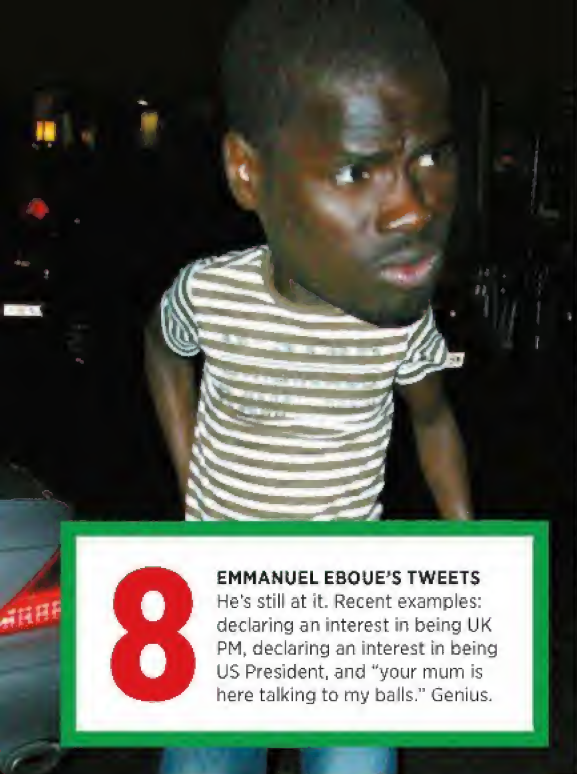 8
EMMANUEL EBOUE'S TWEETS
He's still at it. Recent examples:
declaring an interest in being UK
PM, declaring an interest in being
US President, and “your mum is
here talking to my balls.” Genius.